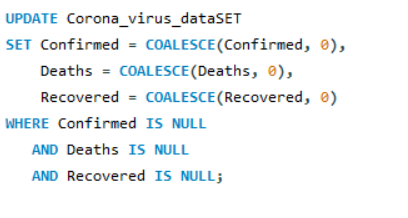 UPDATE Corona_virus_dataSET
SET Confirmed = COALESCE(Confirmed, 0),
    Deaths = COALESCE(Deaths, 0),
    Recovered = COALESCE(Recovered, 0)
WHERE Confirmed IS NULL
   AND Deaths IS NULL
   AND Recovered IS NULL;